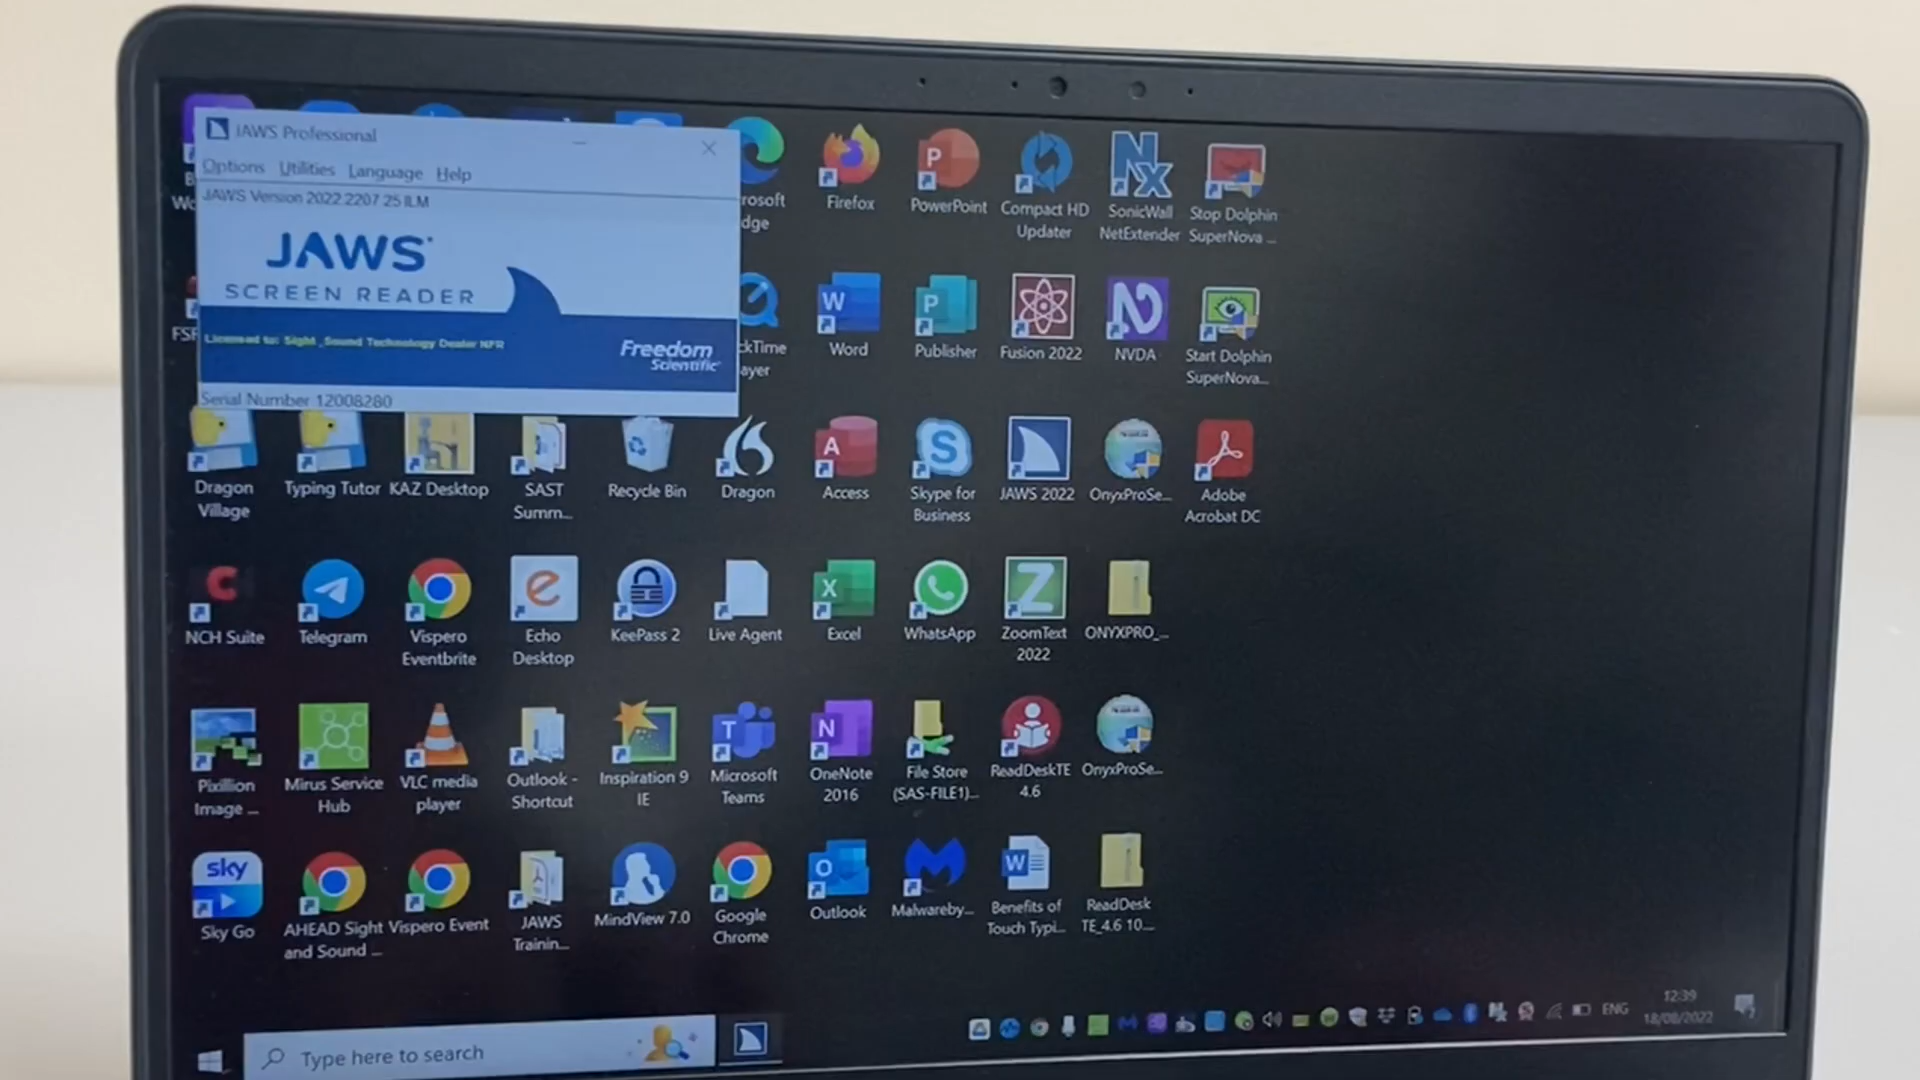 JAWS Professional
Options Utilities Language Help
JAWS Version 2022.2207.25 ILM
JAWS
SCREEN READER
Licensed to: Sight _Sound Technology Dealer NFR
Freedom
Scientific
Serial Number 12008280
Firefox
PowerPoint
Compact HD
Updater
SonicWall
NetExtender
Stop Dolphin
SuperNova ...
Word
Publisher
Fusion 2022
NVDA
Start Dolphin
SuperNova...
Dragon
Village
Typing Tutor
KAZ Desktop
SAST
Summ...
Recycle Bin
Dragon
Access
Skype for
Business
JAWS 2022
OnyxProSe...
Adobe
Acrobat DC
NCH Suite
Telegram
Vispero
Eventbrite
Echo
Desktop
KeePass 2
Live Agent
Excel
WhatsApp
ZoomText
2022
ONYXPRO_...
Pixillion
Image ...
Mirus Service
Hub
VLC media
player
Outlook -
Shortcut
Inspiration 9
IE
Microsoft
Teams
OneNote
2016
File Store
(SAS-FILE1)...
ReadDeskTE
4.6
OnyxProSe...
sky
Sky Go
AHEAD Sight
and Sound ...
Vispero Event
JAWS
Trainin...
MindView 7.0
Google
Chrome
Outlook
Malwareby...
Benefits of
Touch Typi...
ReadDesk
TE_4.6 10....
Type here to search
ENG
12:39
18/08/2022